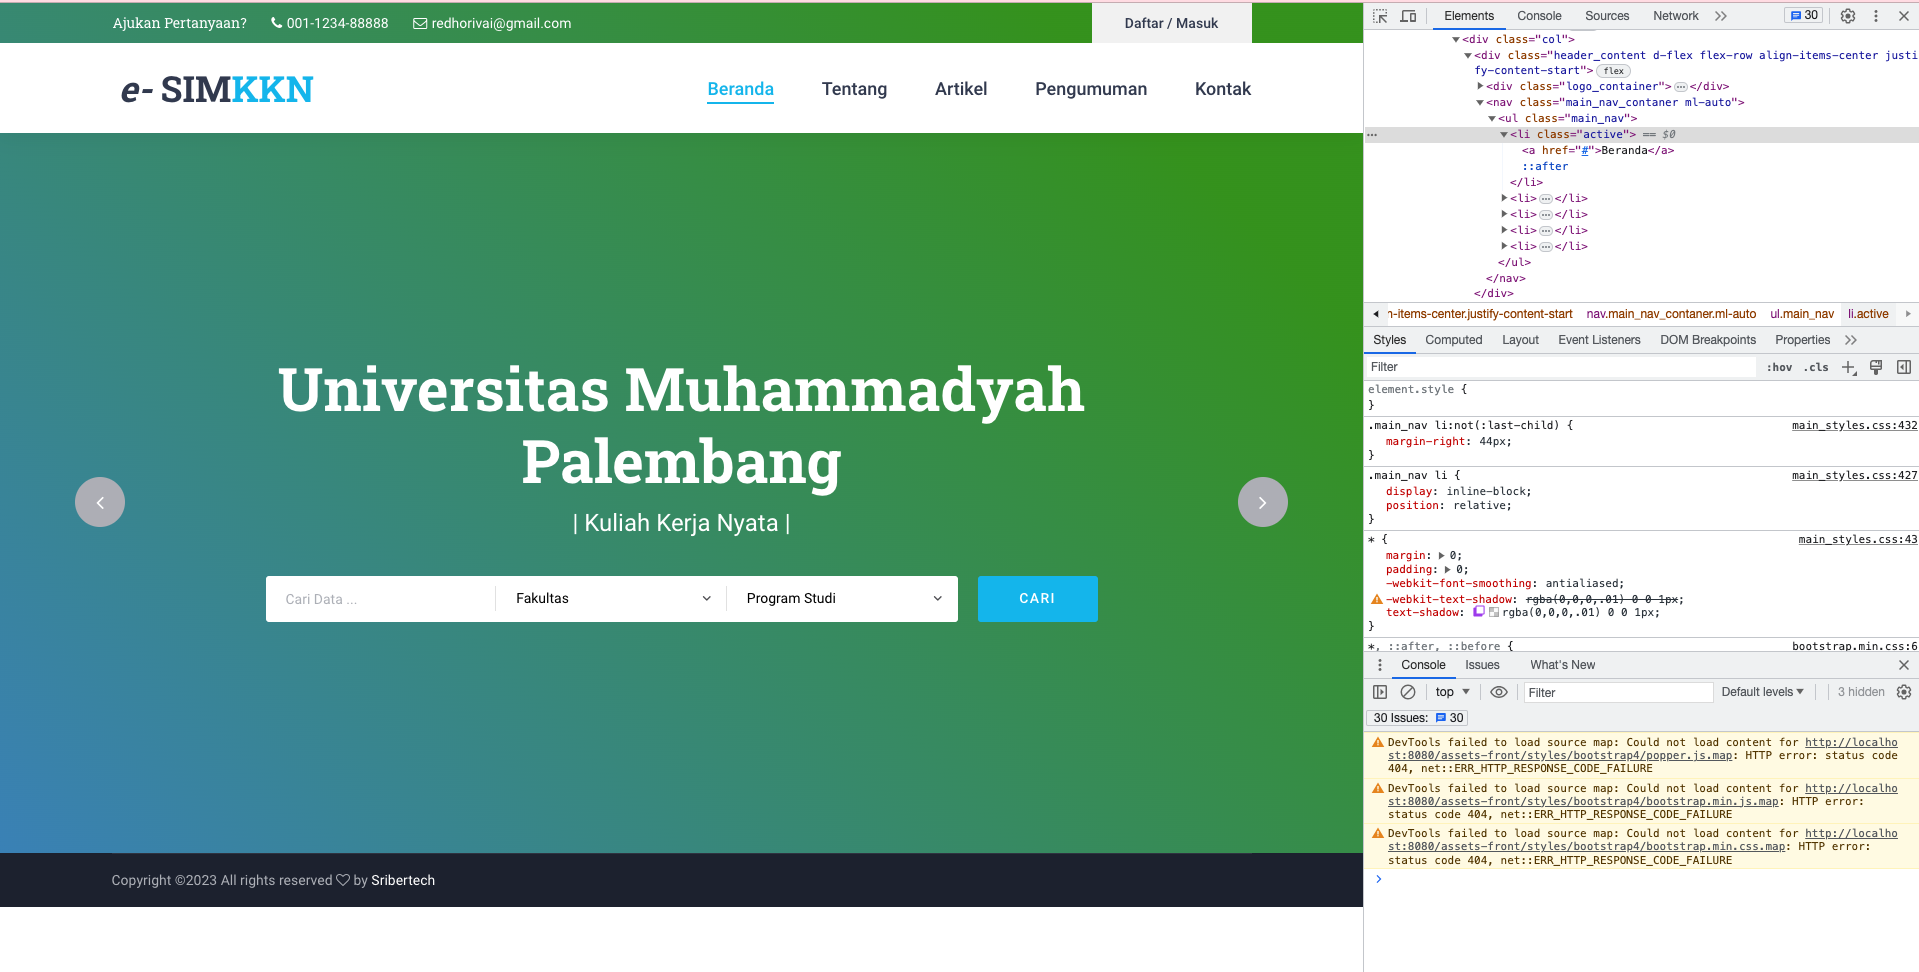 Ajukan Pertanyaan? 001-1234-88888 redhorivai@gmail.com Daftar / Masuk
e- SIMKKN
Beranda Tentang Artikel Pengumuman Kontak
Universitas Muhammadyah
Palembang
| Kuliah Kerja Nyata |
Cari Data ... Fakultas Program Studi CARI
Copyright ©2023 All rights reserved by Sribertech
Elements Console Sources Network 30
<div class="col">
<div class="header_content d-flex flex-row align-items-center justi
fy-content-start"> flex
<div class="logo_container"> </div>
<nav class="main_nav_contaner ml-auto">
<ul class="main_nav">
<li class="active"> == $0
<a href="#">Beranda</a>
::after
</li>
<li> </li>
<li> </li>
<li> </li>
<li> </li>
</ul>
</nav>
</div>
n-items-center.justify-content-start nav.main_nav_contaner.ml-auto ul.main_nav li.active
Styles Computed Layout Event Listeners DOM Breakpoints Properties
Filter :hov .cls
element.style {
}
.main_nav li:not(:last-child) { main_styles.css:432
margin-right: 44px;
}
.main_nav li { main_styles.css:427
display: inline-block;
position: relative;
}
* { main_styles.css:43
margin: 0;
padding: 0;
-webkit-font-smoothing: antialiased;
-webkit-text-shadow: rgba(0,0,0,.01) 0 0 1px;
text-shadow: rgba(0,0,0,.01) 0 0 1px;
}
*, ::after, ::before { bootstrap.min.css:6
Console Issues What's New
top Filter Default levels 3 hidden
30 Issues: 30
DevTools failed to load source map: Could not load content for http://localho
st:8080/assets-front/styles/bootstrap4/popper.js.map: HTTP error: status code
404, net::ERR_HTTP_RESPONSE_CODE_FAILURE
DevTools failed to load source map: Could not load content for http://localho
st:8080/assets-front/styles/bootstrap4/bootstrap.min.js.map: HTTP error:
status code 404, net::ERR_HTTP_RESPONSE_CODE_FAILURE
DevTools failed to load source map: Could not load content for http://localho
st:8080/assets-front/styles/bootstrap4/bootstrap.min.css.map: HTTP error:
status code 404, net::ERR_HTTP_RESPONSE_CODE_FAILURE